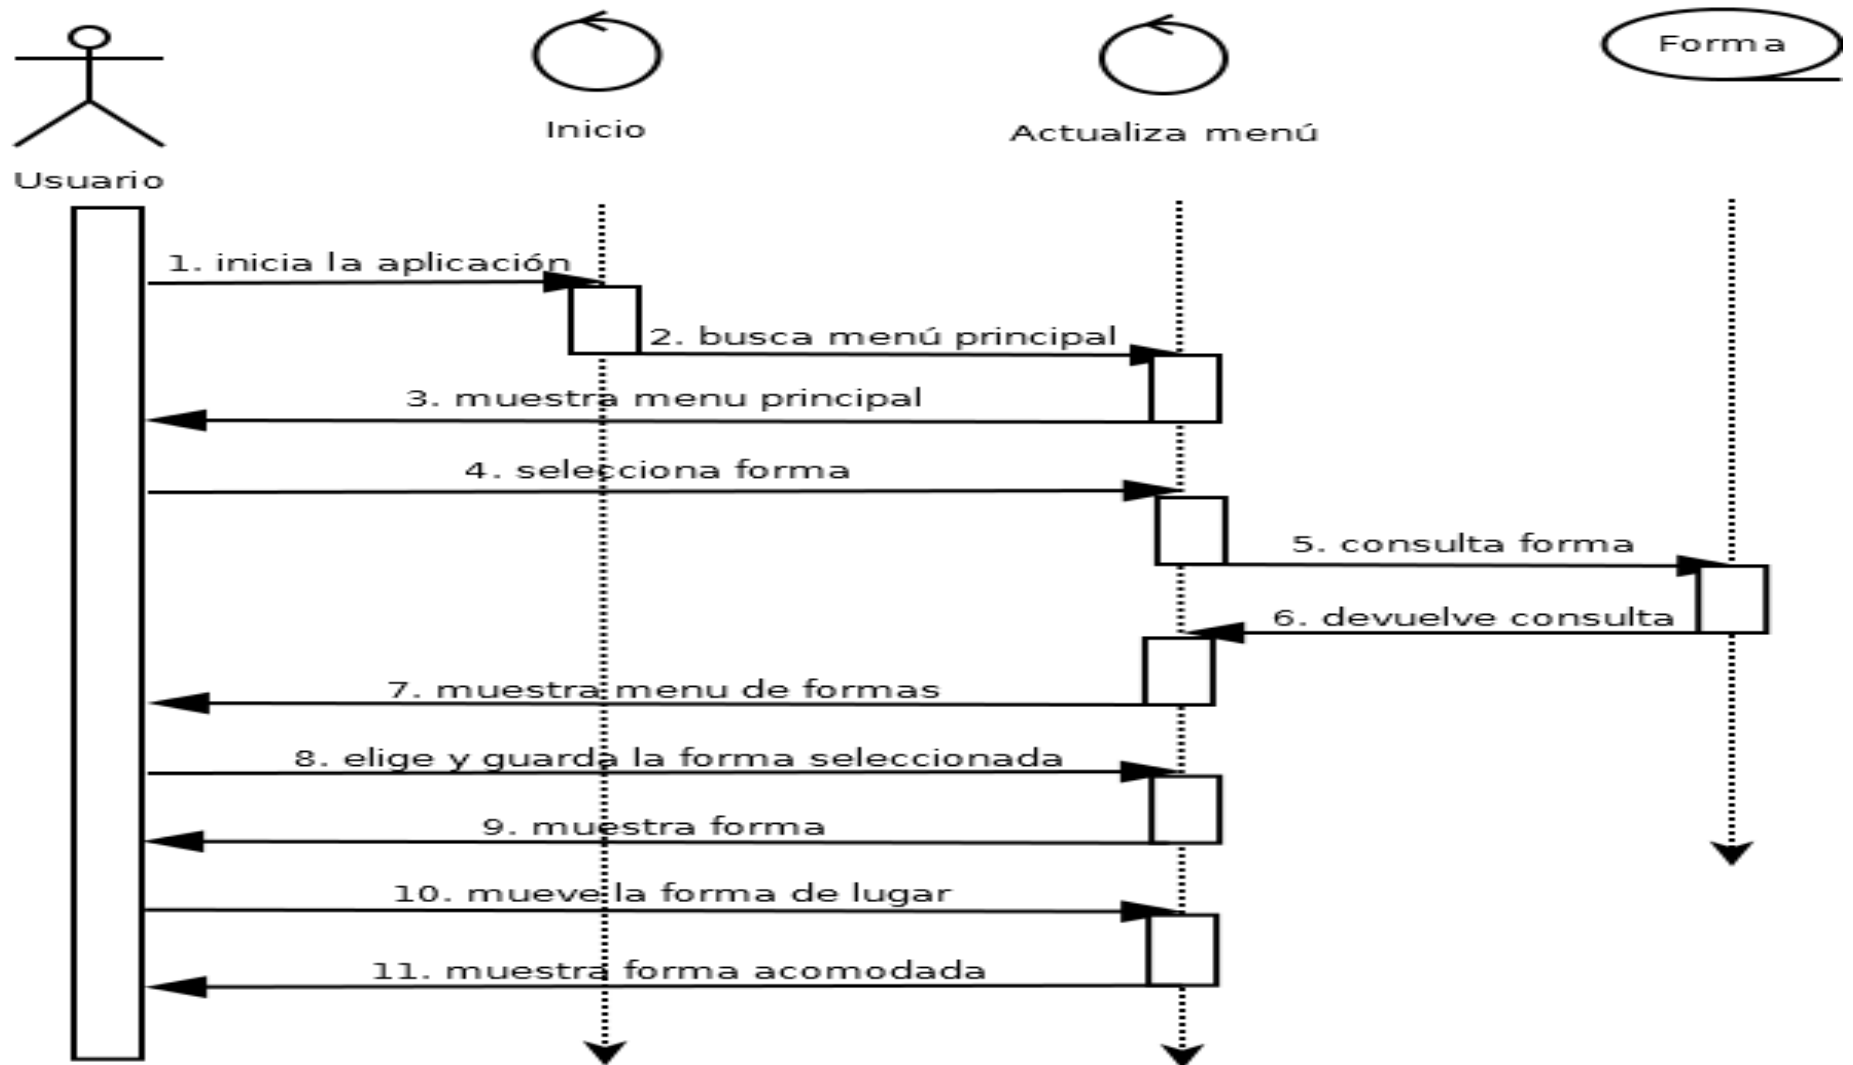 Forma
Inicio
Actualiza menú
Usuario
1. inicia la aplicación
2. busca menú principal
3. muestra menu principal
4. selecciona forma
5. consulta forma
6. devuelve consulta
7. muestra menu de formas
8. elige y guarda la forma seleccionada
9. muestra forma
10. mueve la forma de lugar
11. muestra forma acomodada